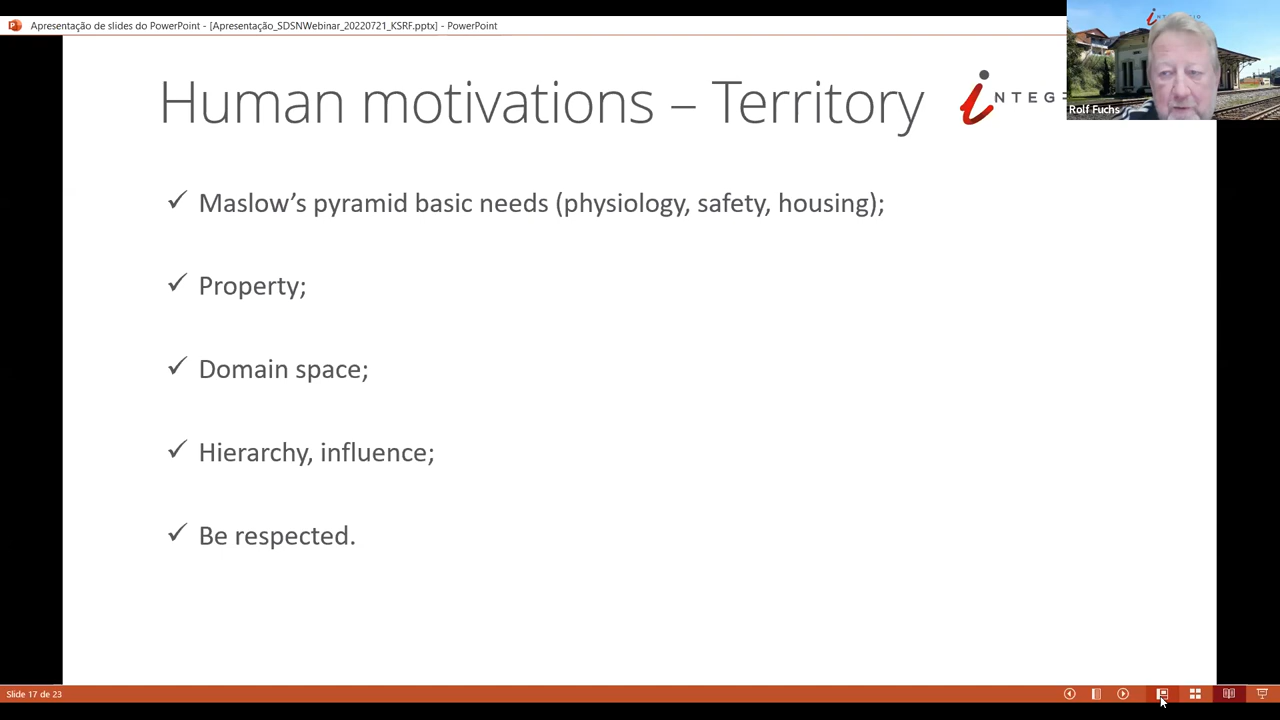 Apresentação de slides do PowerPoint - [Apresentação_SDSNWebinar_20220721_KSRF.pptx] - PowerPoint
Human motivations – Territory
iNTEG
Rolf Fuchs
✓ Maslow’s pyramid basic needs (physiology, safety, housing);
✓ Property;
✓ Domain space;
✓ Hierarchy, influence;
✓ Be respected.
Slide 17 de 23